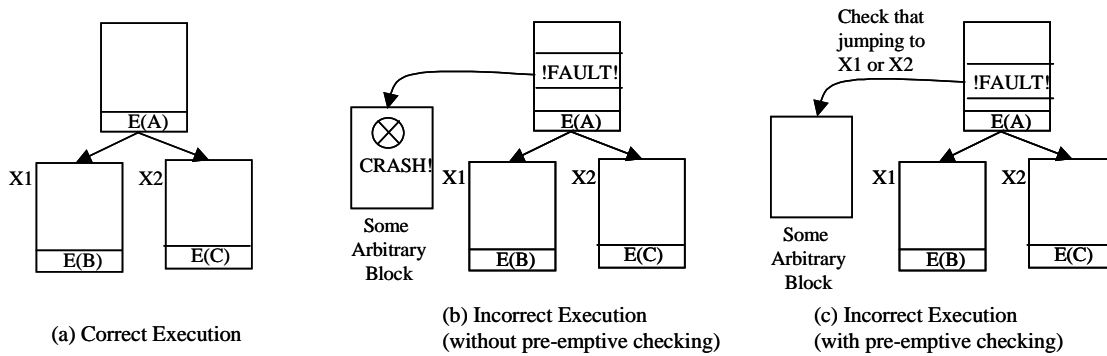 E(A)
X1
X2
E(B)
E(C)
(a) Correct Execution
!FAULT!
E(A)
CRASH!
X1
X2
Some
Arbitrary
Block
E(B)
E(C)
(b) Incorrect Execution
(without pre-emptive checking)
Check that
jumping to
X1 or X2
!FAULT!
E(A)
X1
X2
Some
Arbitrary
Block
E(B)
E(C)
(c) Incorrect Execution
(with pre-emptive checking)